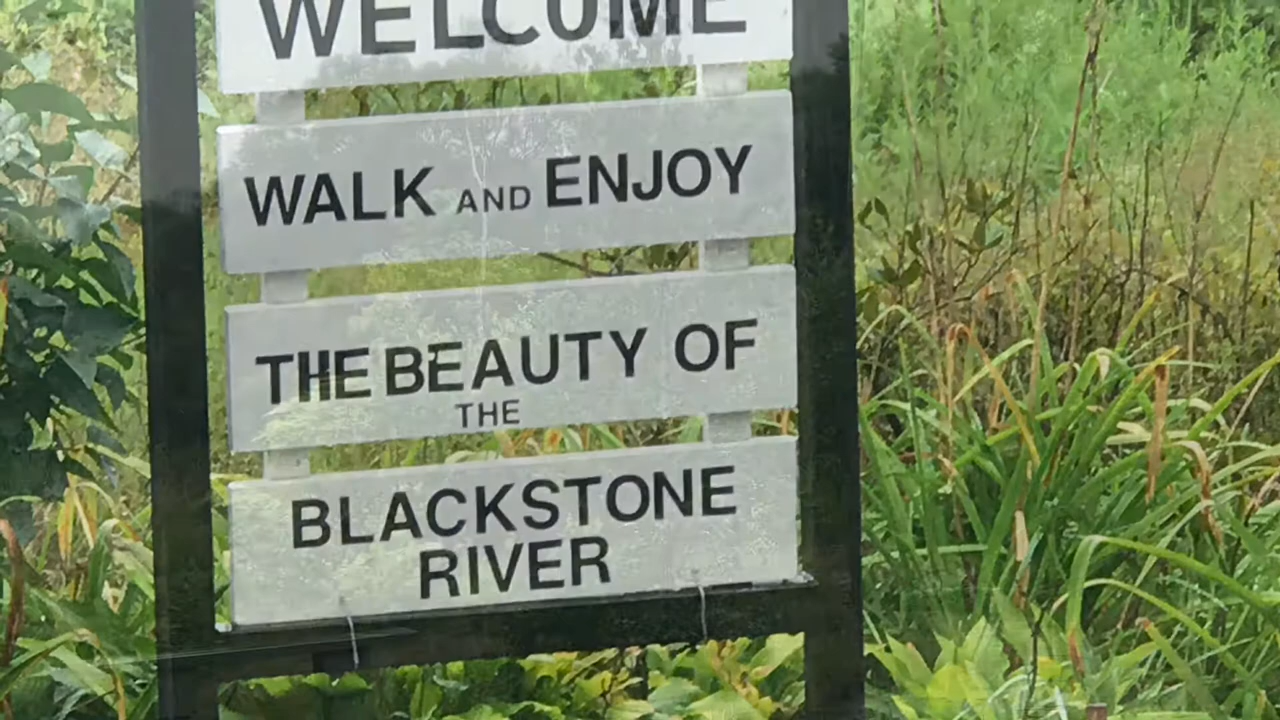 WELCOME
WALK AND ENJOY
THE BEAUTY OF
THE
BLACKSTONE
RIVER